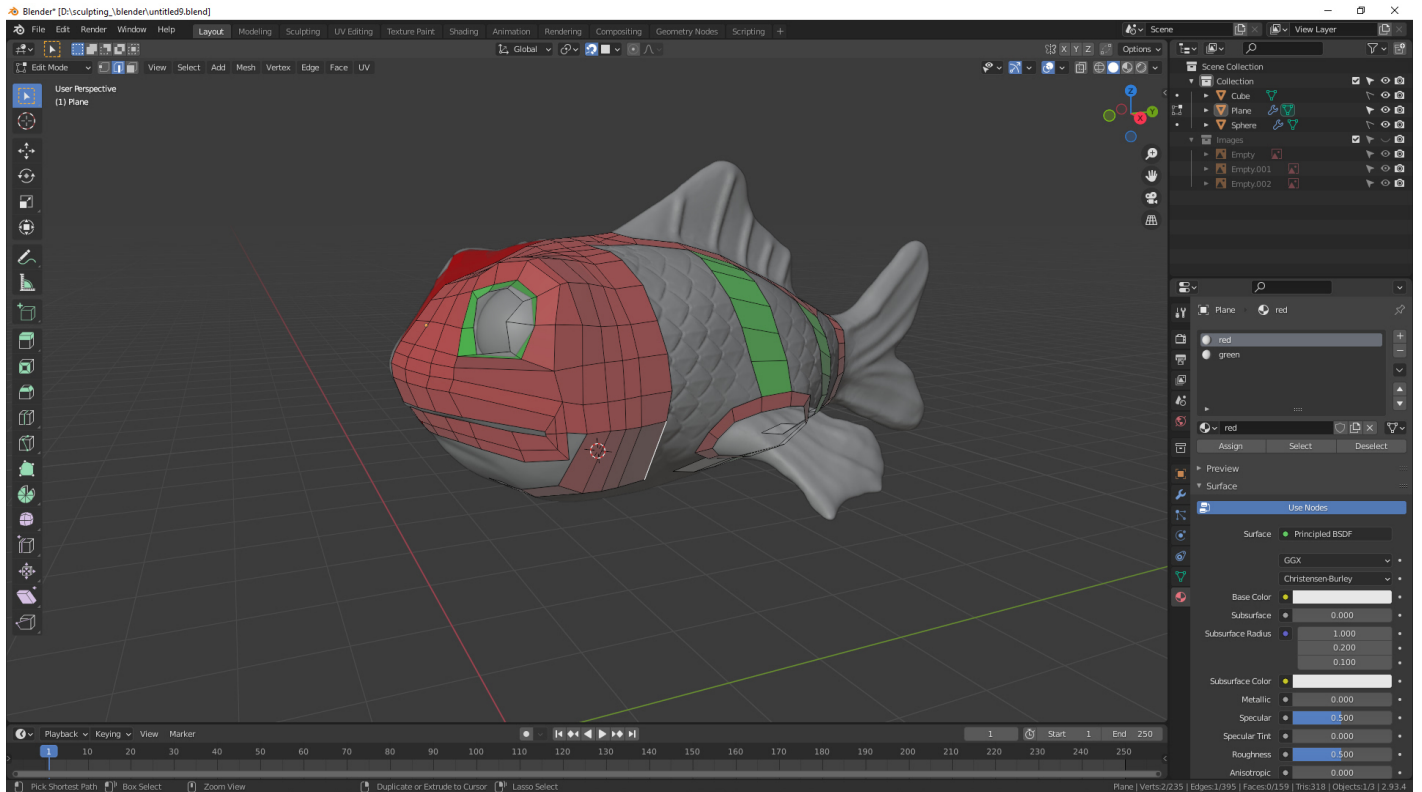 Blender* [D:\sculpting_\blender\untitled9.blend]
File Edit Render Window Help Layout Modeling Sculpting UV Editing Texture Paint Shading Animation Rendering Compositing Geometry Nodes Scripting + Scene View Layer
Global X Y Z Options
Edit Mode View Select Add Mesh Vertex Edge Face UV
User Perspective
(1) Plane
Z
Y
X
Scene Collection
Collection
Cube
Plane
Sphere
Images
Empty
Empty.001
Empty.002
Plane red
red
green
red
Assign Select Deselect
Preview
Surface
Use Nodes
Surface Principled BSDF
GGX
Christensen-Burley
Base Color
Subsurface 0.000
Subsurface Radius 1.000
0.200
0.100
Subsurface Color
Metallic 0.000
Specular 0.500
Specular Tint 0.000
Roughness 0.500
Anisotropic 0.000
Playback Keying View Marker 1 Start 1 End 250
1 10 20 30 40 50 60 70 80 90 100 110 120 130 140 150 160 170 180 190 200 210 220 230 240 250
Pick Shortest Path Box Select Zoom View Duplicate or Extrude to Cursor Lasso Select Plane | Verts:2/235 | Edges:1/395 | Faces:0/159 | Tris:318 | Objects:1/3 | 2.93.4